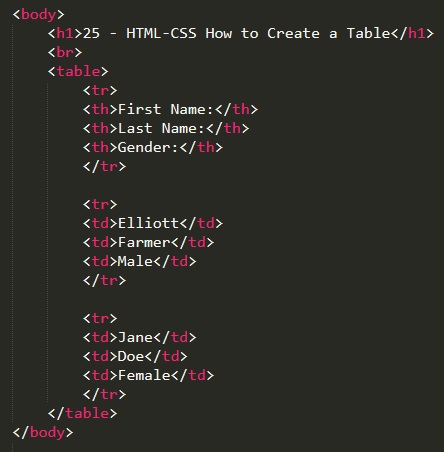 <body>
<h1>25 - HTML-CSS How to Create a Table</h1>
<br>
<table>
<tr>
<th>First Name:</th>
<th>Last Name:</th>
<th>Gender:</th>
</tr>
<tr>
<td>Elliott</td>
<td>Farmer</td>
<td>Male</td>
</tr>
<tr>
<td>Jane</td>
<td>Doe</td>
<td>Female</td>
</tr>
</table>
</body>